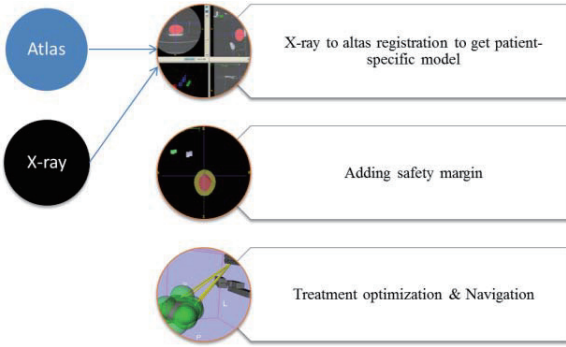 Atlas
X-ray to altas registration to get patient-
specific model
X-ray
Adding safety margin
Treatment optimization & Navigation
L
P